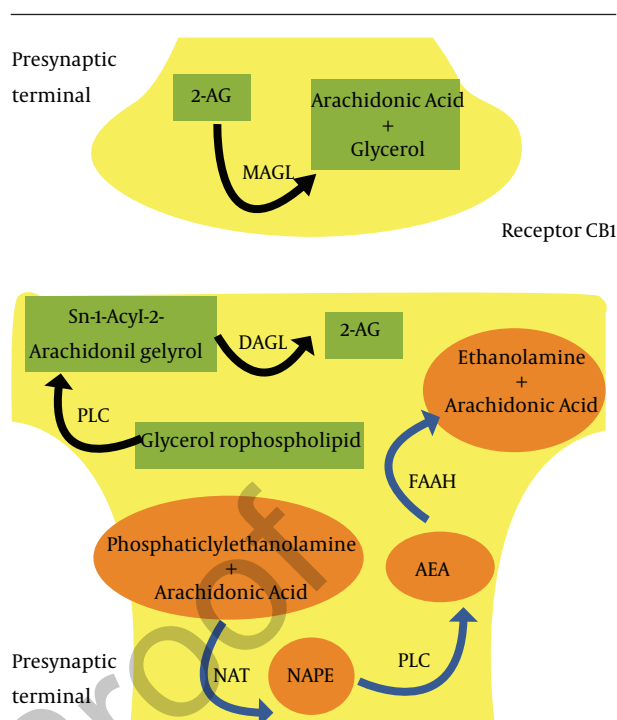 Presynaptic
terminal
2-AG
Arachidonic Acid
+
Glycerol
MAGL
Receptor CB1
Sn-1-Acyl-2-
Arachidonil gelyrol
DAGL
2-AG
Ethanolamine
+
Arachidonic Acid
PLC
Glycerol rophospholipid
FAAH
Phosphaticlylethanolamine
+
Arachidonic Acid
AEA
Presynaptic
terminal
NAT
NAPE
PLC
Proof